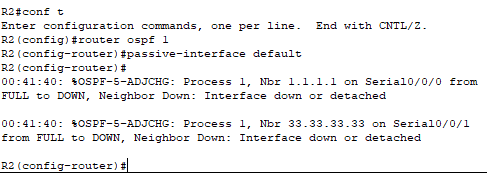 R2#conf t
Enter configuration commands, one per line.  End with CNTL/Z.
R2(config)#router ospf 1
R2(config-router)#passive-interface default
R2(config-router)#
00:41:40: %OSPF-5-ADJCHG: Process 1, Nbr 1.1.1.1 on Serial0/0/0 from
FULL to DOWN, Neighbor Down: Interface down or detached
00:41:40: %OSPF-5-ADJCHG: Process 1, Nbr 33.33.33.33 on Serial0/0/1
from FULL to DOWN, Neighbor Down: Interface down or detached
R2(config-router)#